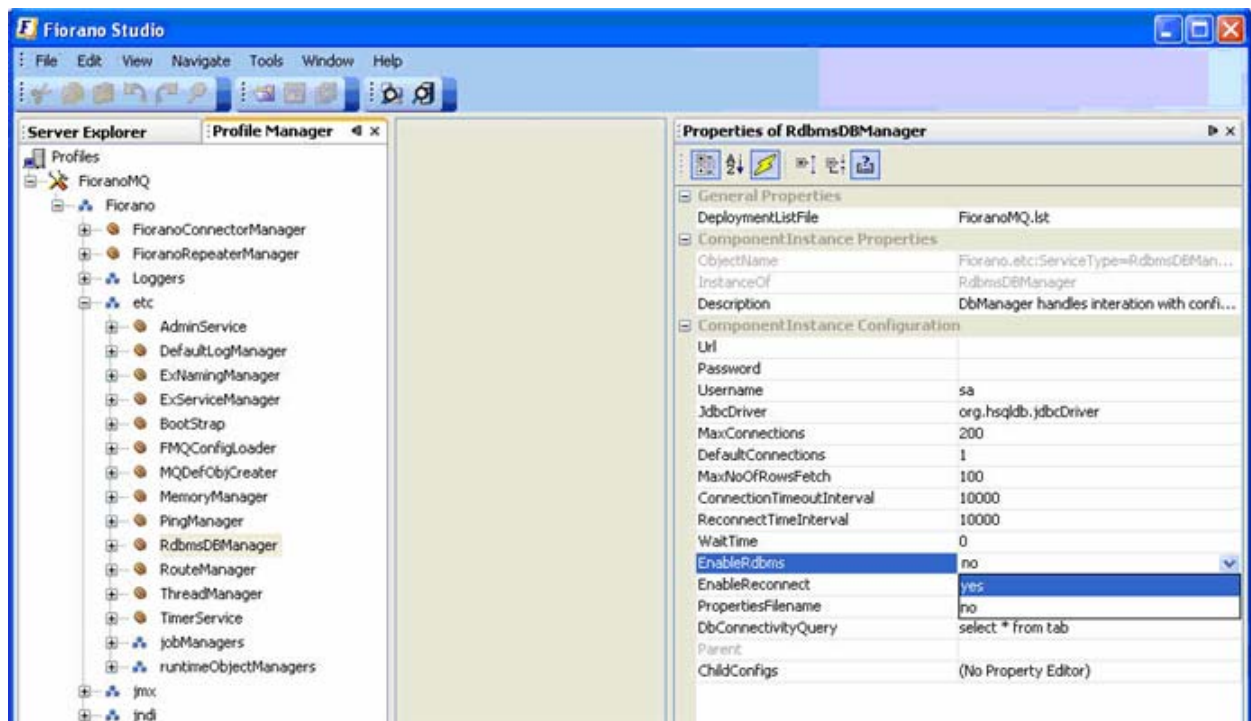 Fiorano Studio
File Edit View Navigate Tools Window Help
Server Explorer
Profile Manager
Profiles
FioranoMQ
Fiorano
FioranoConnectorManager
FioranoRepeaterManager
Loggers
etc
AdminService
DefaultLogManager
ExNamingManager
ExServiceManager
BootStrap
FMQConfigLoader
MQDefObjCreater
MemoryManager
PingManager
RdbmsDBManager
RouteManager
ThreadManager
TimerService
jobManagers
runtimeObjectManagers
jmx
jndi
Properties of RdbmsDBManager
General Properties
DeploymentListFile FioranoMQ.lst
ComponentInstance Properties
ObjectName Fiorano.etc:ServiceType=RdbmsDBMan...
InstanceOf RdbmsDBManager
Description DbManager handles interation with confi...
ComponentInstance Configuration
Url
Password
Username sa
JdbcDriver org.hsqldb.jdbcDriver
MaxConnections 200
DefaultConnections 1
MaxNoOfRowsFetch 100
ConnectionTimeoutInterval 10000
ReconnectTimeInterval 10000
WaitTime 0
EnableRdbms no
EnableReconnect yes
PropertiesFilename no
DbConnectivityQuery select * from tab
Parent
ChildConfigs (No Property Editor)